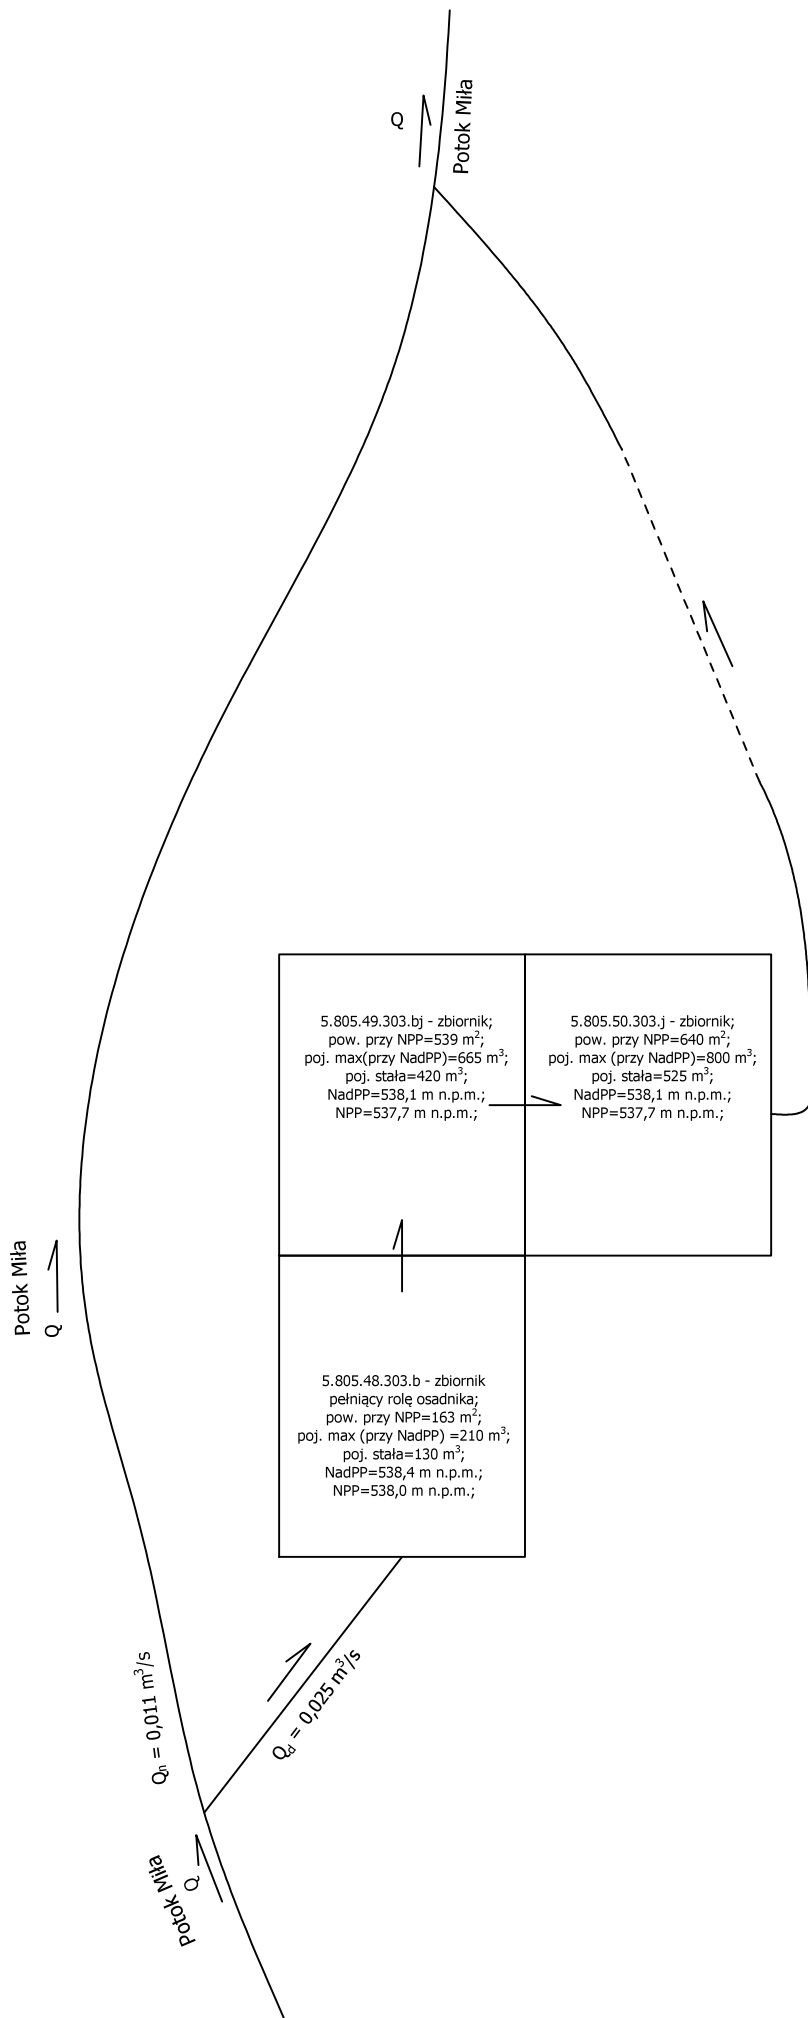 Q
Potok Miła
5.805.49.303.bj - zbiornik;
pow. przy NPP=539 m²;
poj. max(przy NadPP)=665 m³;
poj. stała=420 m³;
NadPP=538,1 m n.p.m.;
NPP=537,7 m n.p.m.;
5.805.50.303.j - zbiornik;
pow. przy NPP=640 m²;
poj. max (przy NadPP)=800 m³;
poj. stała=525 m³;
NadPP=538,1 m n.p.m.;
NPP=537,7 m n.p.m.;
Potok Miła
Q
5.805.48.303.b - zbiornik
pełniący rolę osadnika;
pow. przy NPP=163 m²;
poj. max (przy NadPP) =210 m³;
poj. stała=130 m³;
NadPP=538,4 m n.p.m.;
NPP=538,0 m n.p.m.;
Qₙ = 0,011 m³/s
Q_d = 0,025 m³/s
Potok Miła
Q